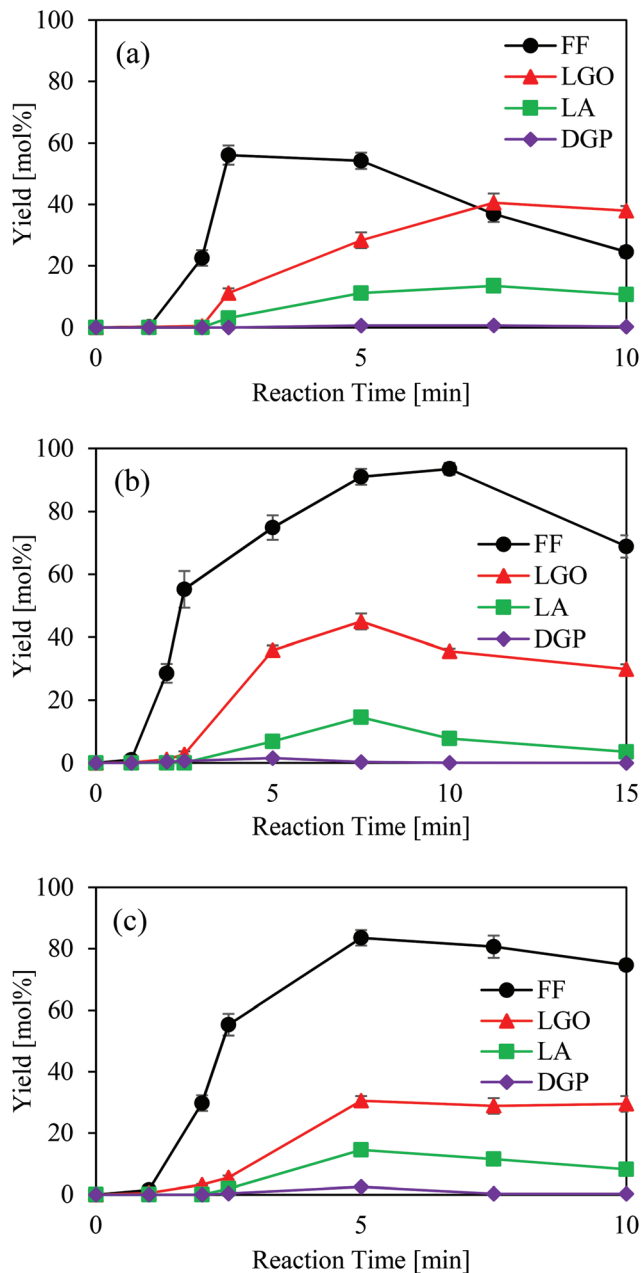 (a)
Yield [mol%]
100
80
60
40
20
0
FF
LGO
LA
DGP
0 5 10
Reaction Time [min]
(b)
Yield [mol%]
100
80
60
40
20
0
FF
LGO
LA
DGP
0 5 10 15
Reaction Time [min]
(c)
Yield [mol%]
100
80
60
40
20
0
FF
LGO
LA
DGP
0 5 10
Reaction Time [min]